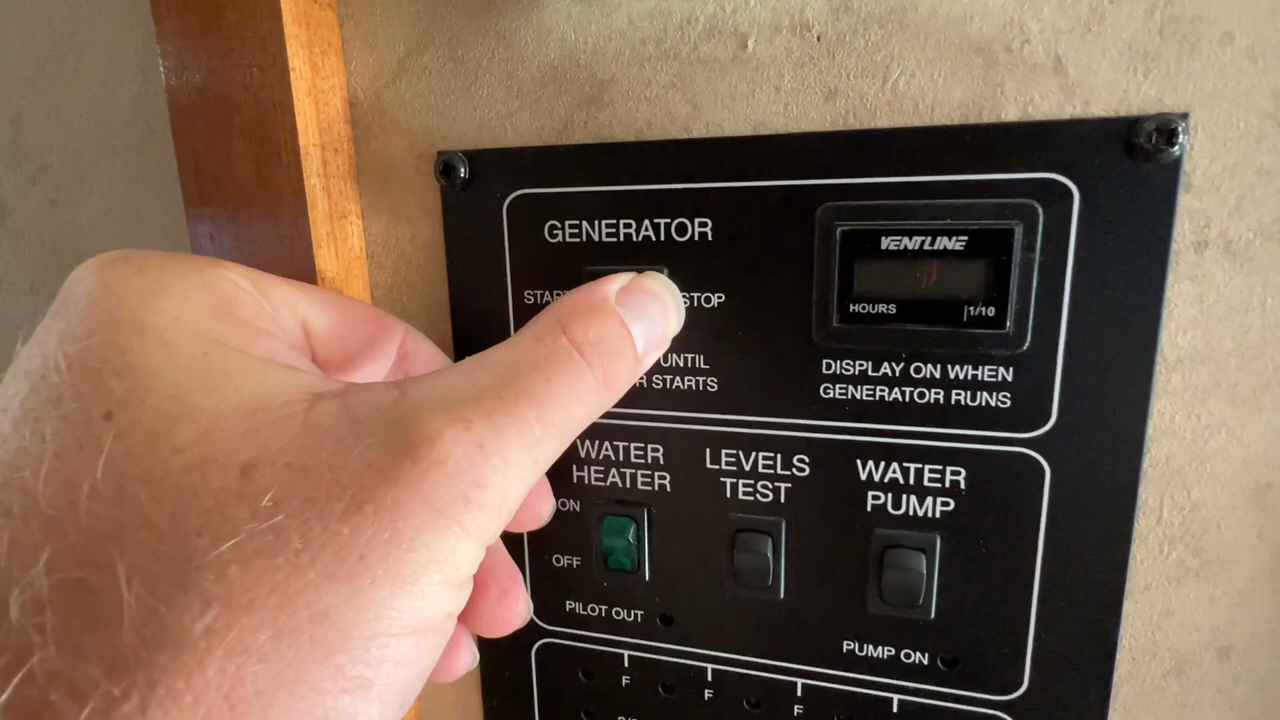 GENERATOR
VENTLINE
STOP
HOURS
1/10
UNTIL
STARTS
DISPLAY ON WHEN
GENERATOR RUNS
WATER
HEATER
LEVELS
TEST
WATER
PUMP
ON
OFF
PILOT OUT
PUMP ON
F
F
F